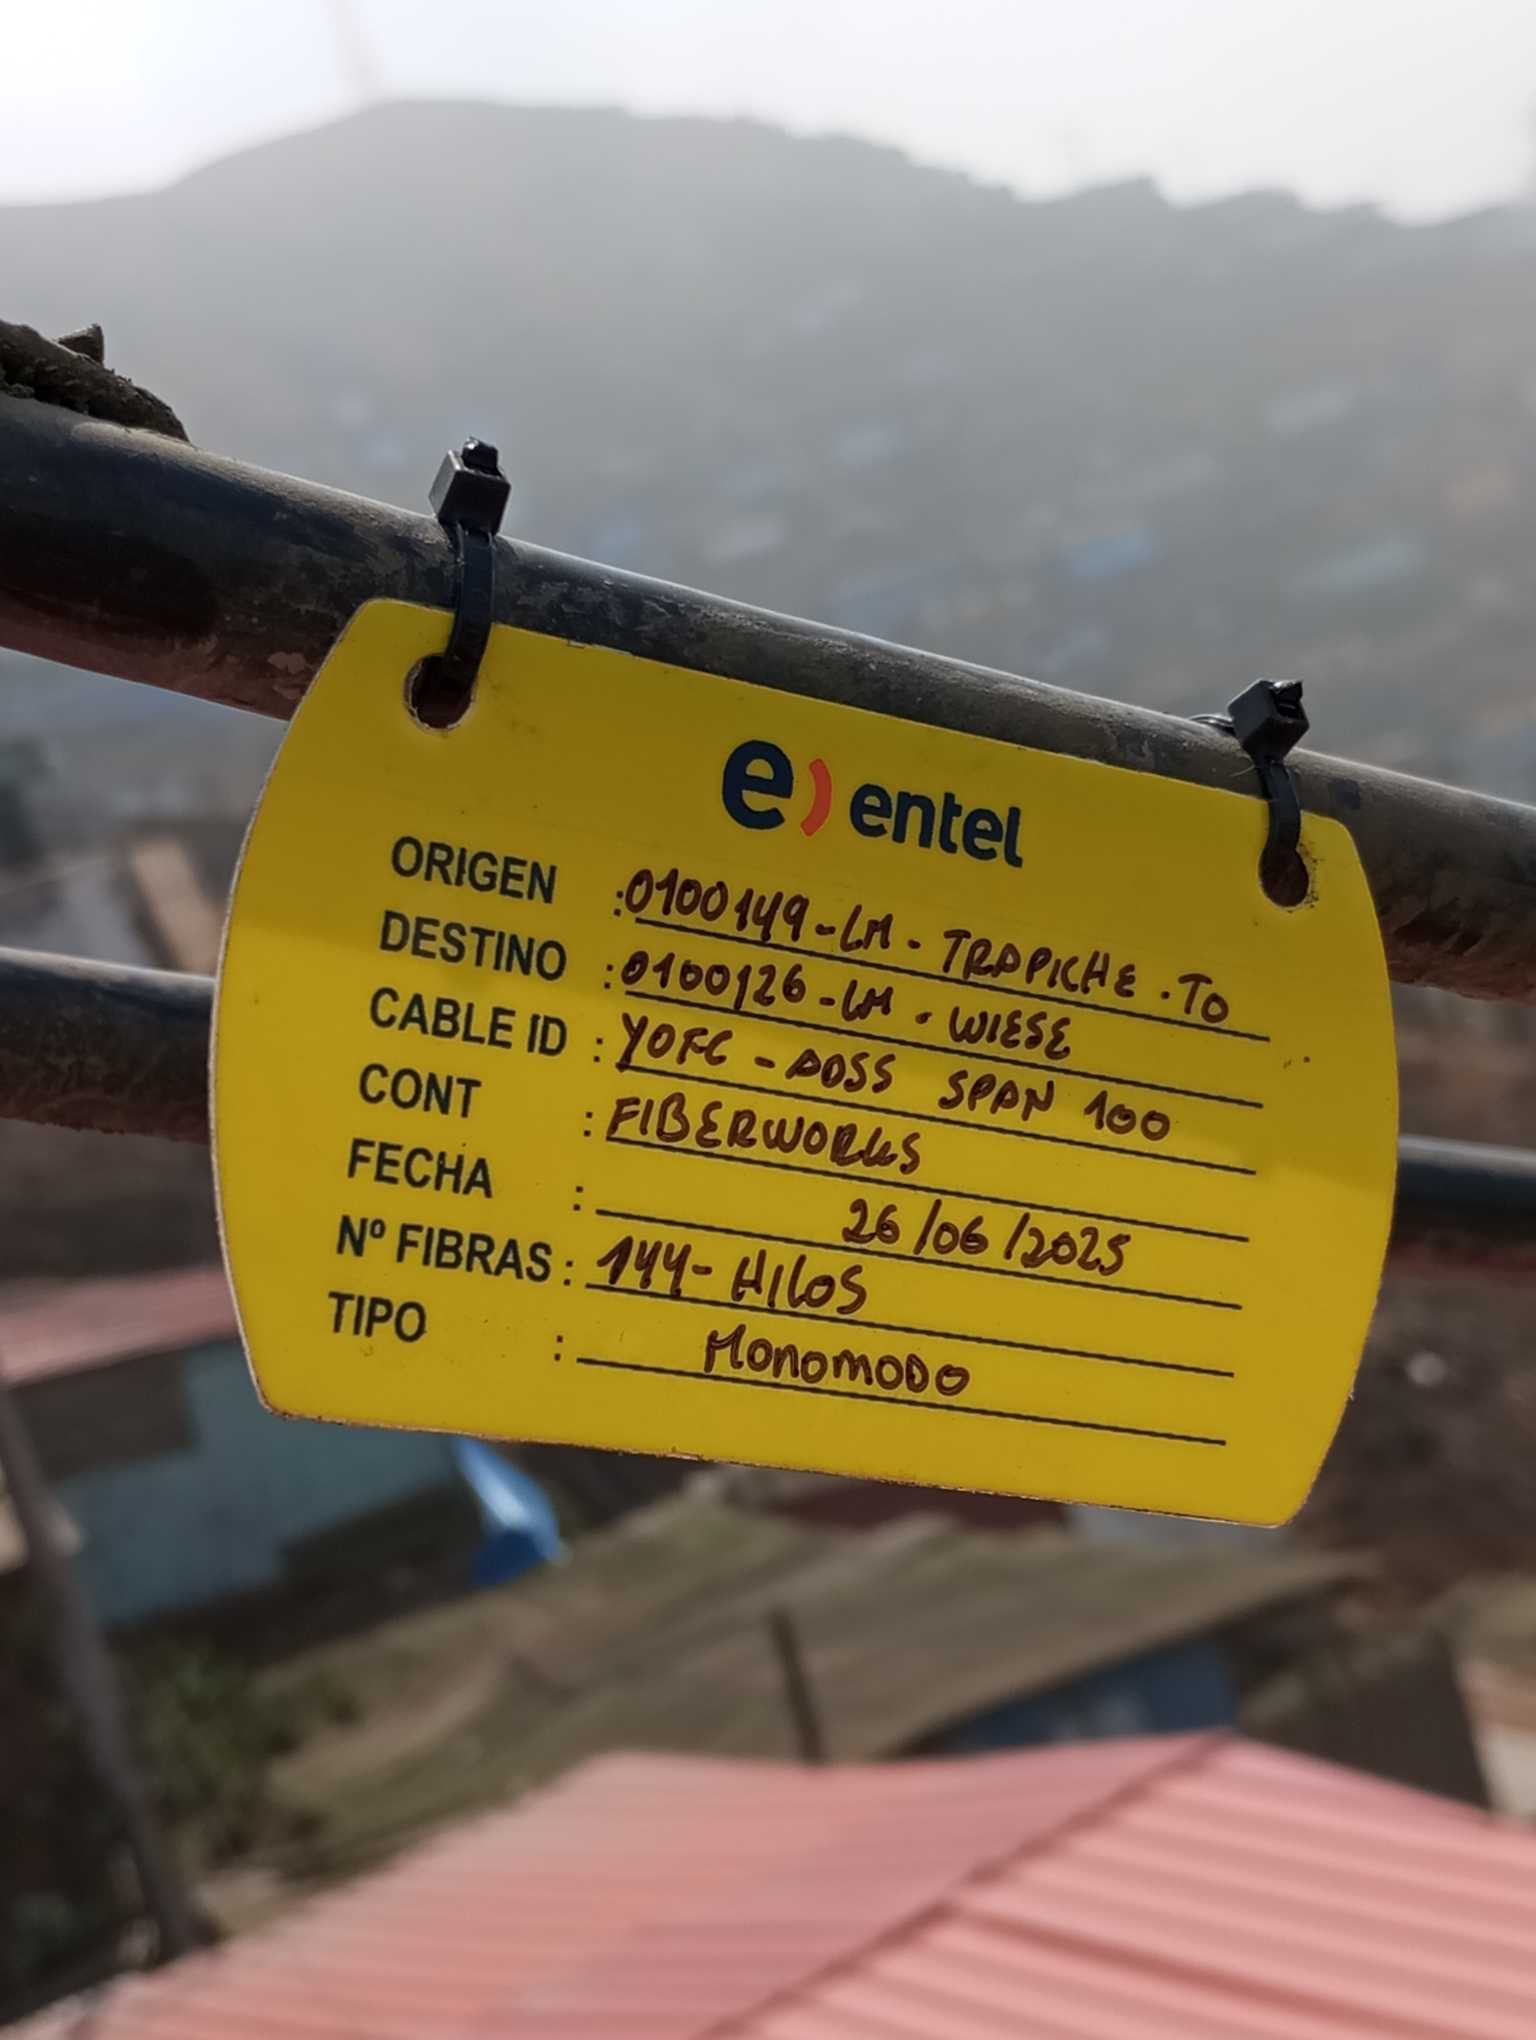 e) entel
ORIGEN : 0100149-LM - TRAPICHE . TO
DESTINO : 0100126-LM - WIESE
CABLE ID : YOFC - ADSS SPAN 100
CONT : FIBERWORKS
FECHA : 26/06/2025
Nº FIBRAS : 144- HILOS
TIPO : MONOMODO